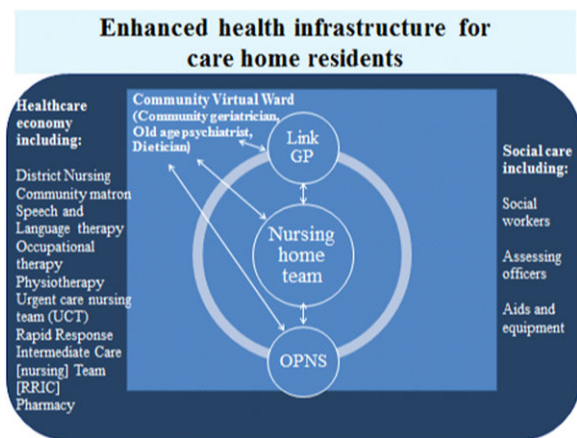 Enhanced health infrastructure for
care home residents
Healthcare
economy
including:
District Nursing
Community matron
Speech and
Language therapy
Occupational
therapy
Physiotherapy
Urgent care nursing
team (UCT)
Rapid Response
Intermediate Care
[nursing] Team
[RRIC]
Pharmacy
Community Virtual Ward
(Community geriatrician,
Old age psychiatrist,
Dietician)
Link
GP
Nursing
home
team
OPNS
Social care
including:
Social
workers
Assessing
officers
Aids and
equipment